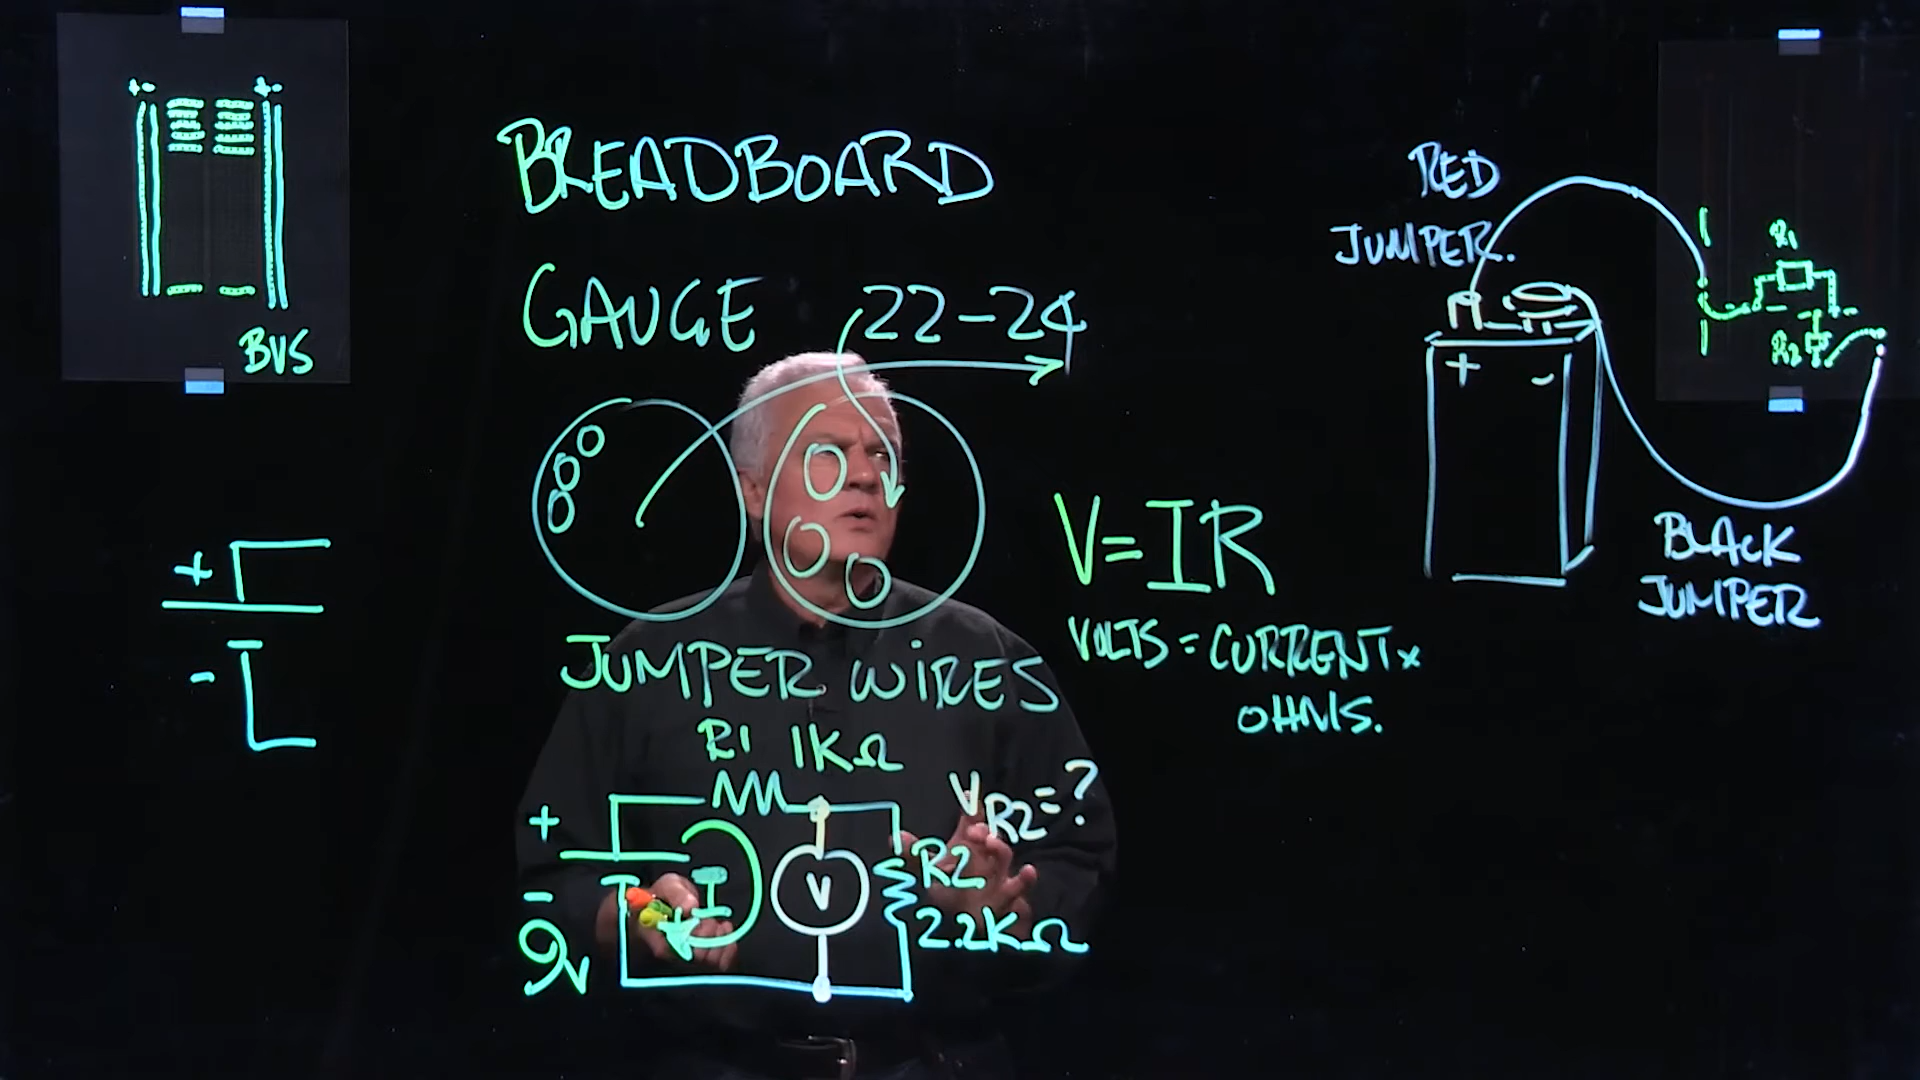 +-
+-
BUS
BREADBOARD
GAUGE 22-24
JUMPER WIRES
+
-
R1 1KΩ
+
-
9V
I
V
VR2=?
R2
2.2KΩ
V=IR
VOLTS = CURRENT x
OHMS.
RED
JUMPER.
+ -
R1
R2
BLACK
JUMPER